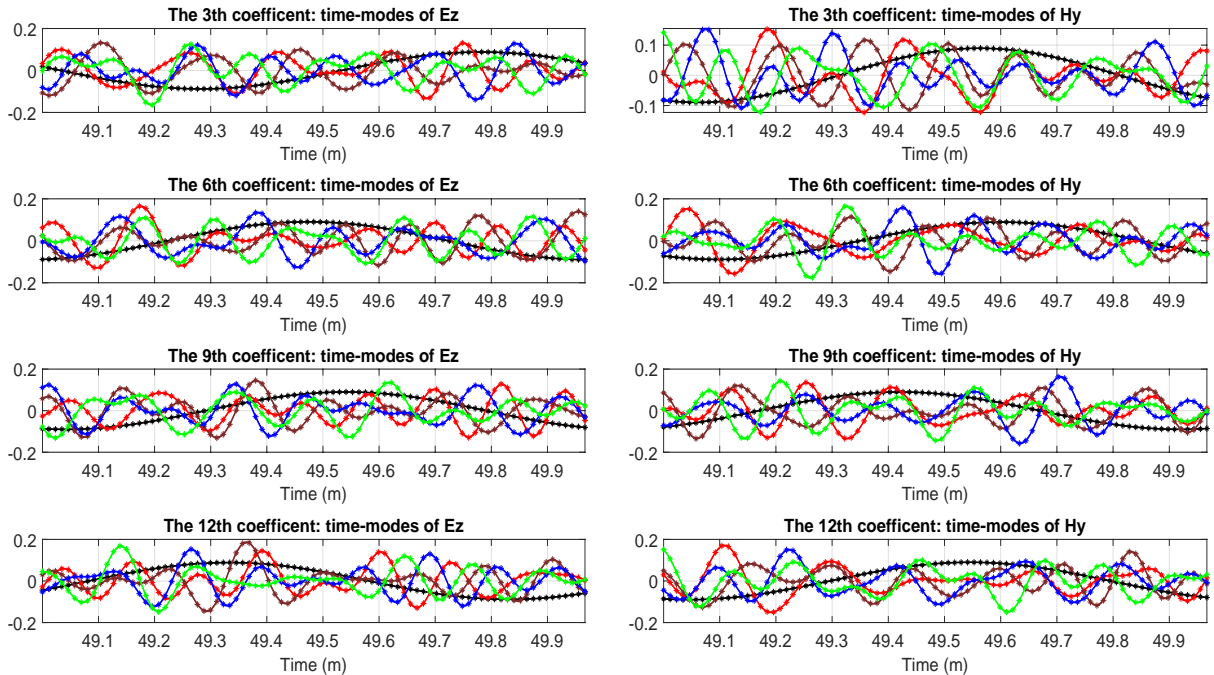 The 3th coefficent: time-modes of Ez
0.2
0
-0.2
49.1 49.2 49.3 49.4 49.5 49.6 49.7 49.8 49.9
Time (m)
The 3th coefficent: time-modes of Hy
0.1
0
-0.1
49.1 49.2 49.3 49.4 49.5 49.6 49.7 49.8 49.9
Time (m)
The 6th coefficent: time-modes of Ez
0.2
0
-0.2
49.1 49.2 49.3 49.4 49.5 49.6 49.7 49.8 49.9
Time (m)
The 6th coefficent: time-modes of Hy
0.2
0
-0.2
49.1 49.2 49.3 49.4 49.5 49.6 49.7 49.8 49.9
Time (m)
The 9th coefficent: time-modes of Ez
0.2
0
-0.2
49.1 49.2 49.3 49.4 49.5 49.6 49.7 49.8 49.9
Time (m)
The 9th coefficent: time-modes of Hy
0.2
0
-0.2
49.1 49.2 49.3 49.4 49.5 49.6 49.7 49.8 49.9
Time (m)
The 12th coefficent: time-modes of Ez
0.2
0
-0.2
49.1 49.2 49.3 49.4 49.5 49.6 49.7 49.8 49.9
Time (m)
The 12th coefficent: time-modes of Hy
0.2
0
-0.2
49.1 49.2 49.3 49.4 49.5 49.6 49.7 49.8 49.9
Time (m)